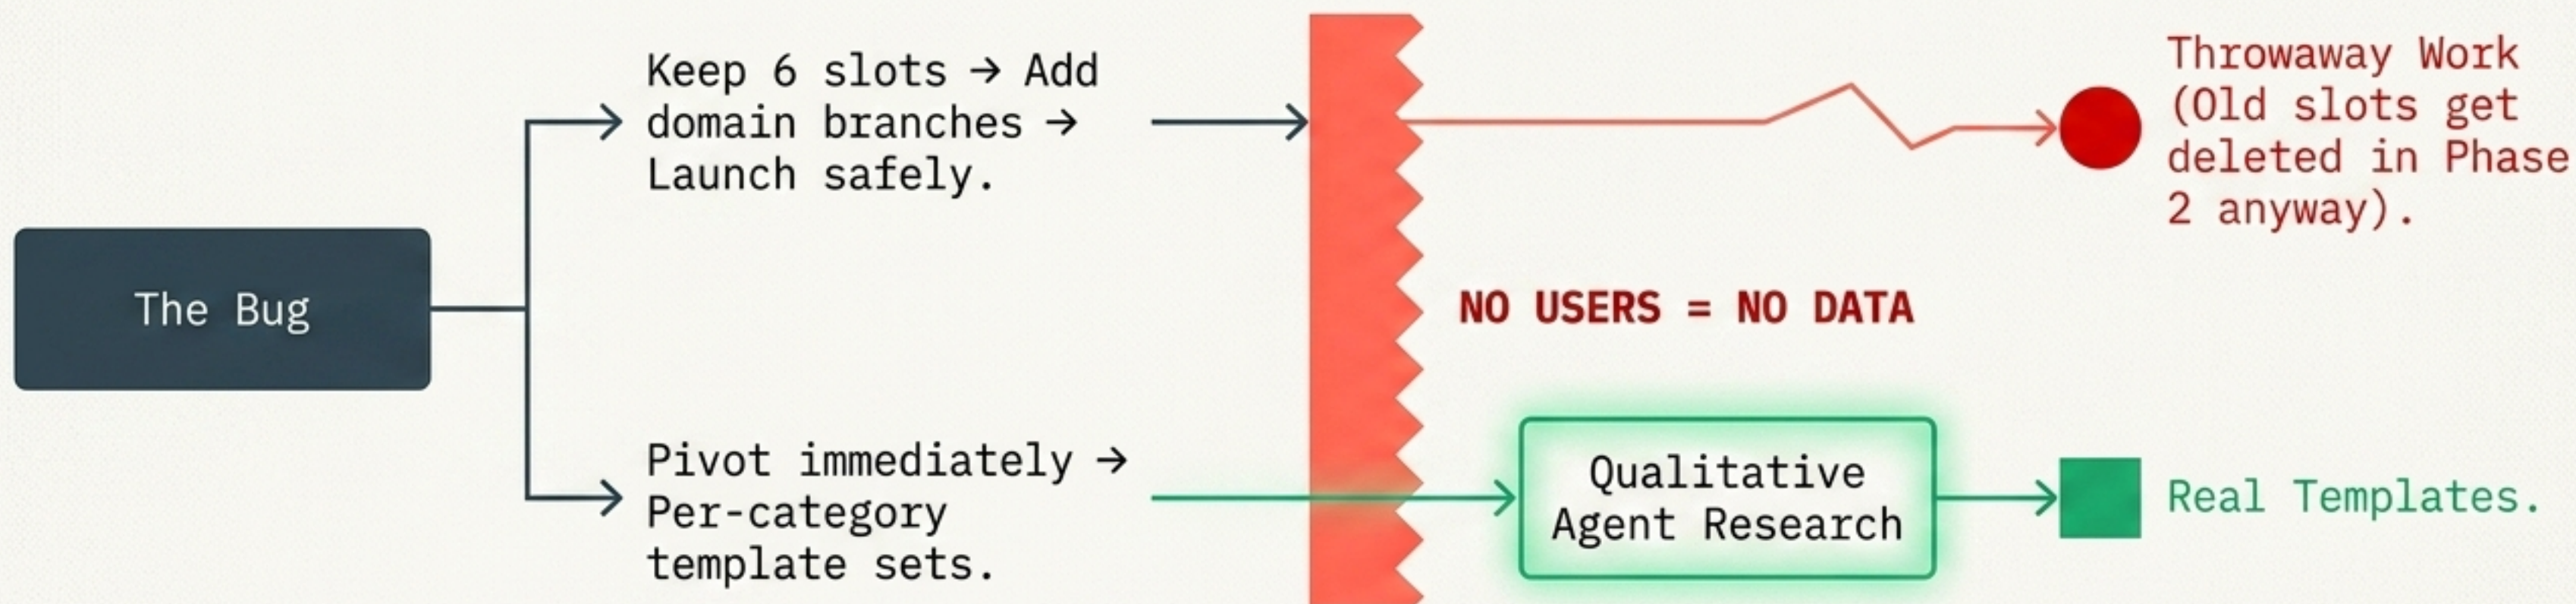 The Bug
Keep 6 slots → Add
domain branches →
Launch safely.
Throwaway Work
(Old slots get
deleted in Phase
2 anyway).
NO USERS = NO DATA
Pivot immediately →
Per-category
template sets.
Qualitative
Agent Research
Real Templates.